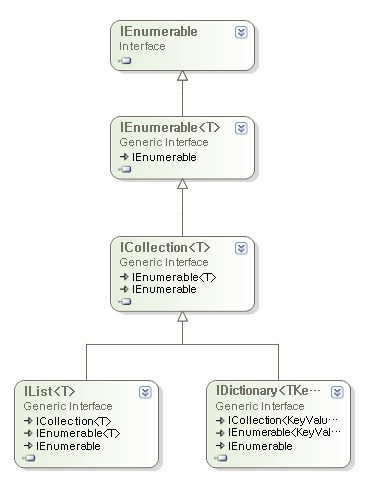 IEnumerable
Interface
IEnumerable<T>
Generic Interface
IEnumerable
ICollection<T>
Generic Interface
IEnumerable<T>
IEnumerable
IList<T>
Generic Interface
ICollection<T>
IEnumerable<T>
IEnumerable
IDictionary<TKe...
Generic Interface
ICollection<KeyValu...
IEnumerable<KeyVal...
IEnumerable